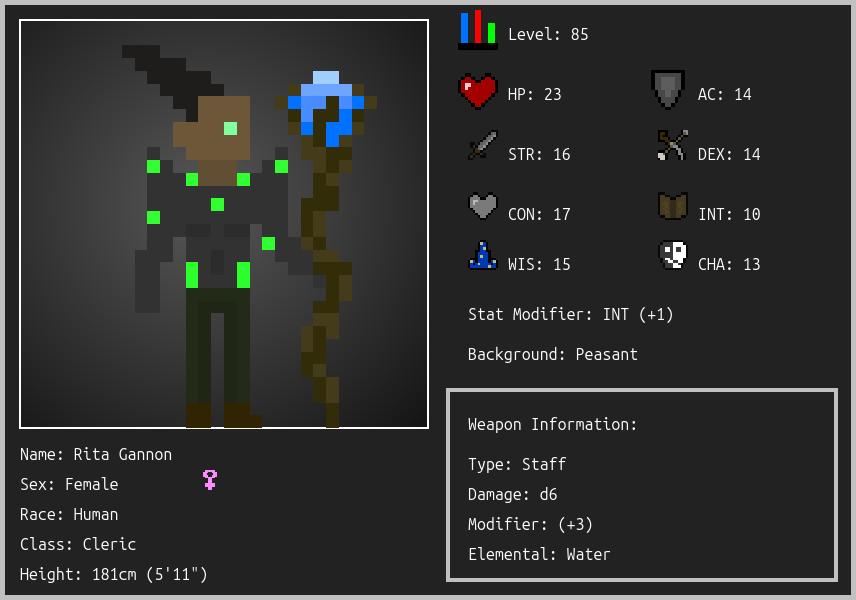 Level: 85
HP: 23
AC: 14
STR: 16
DEX: 14
CON: 17
INT: 10
WIS: 15
CHA: 13
Stat Modifier: INT (+1)
Background: Peasant
Weapon Information:
Type: Staff
Damage: d6
Modifier: (+3)
Elemental: Water
Name: Rita Gannon
Sex: Female
Race: Human
Class: Cleric
Height: 181cm (5'11")